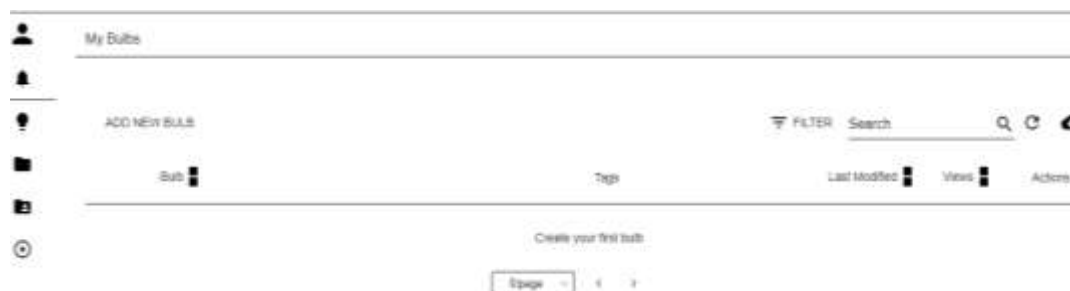 My Bulbs
ADD NEW BULB
FILTER Search
Bulb Tags Last Modified Views Actions
Create your first bulb